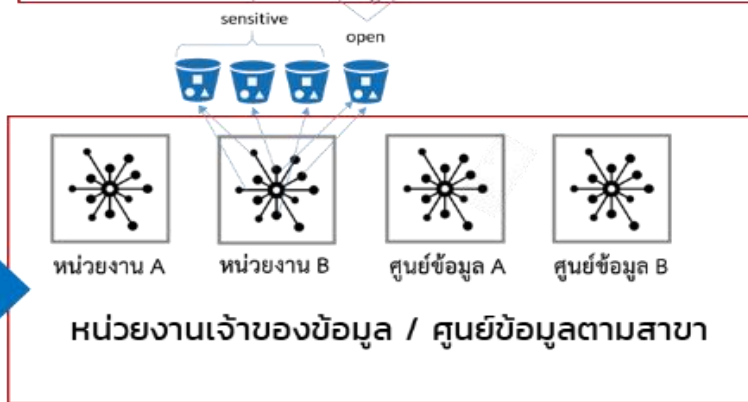 sensitive
open
หน่วยงาน A
หน่วยงาน B
ศูนย์ข้อมูล A
ศูนย์ข้อมูล B
หน่วยงานเจ้าของข้อมูล / ศูนย์ข้อมูลตามสาขา